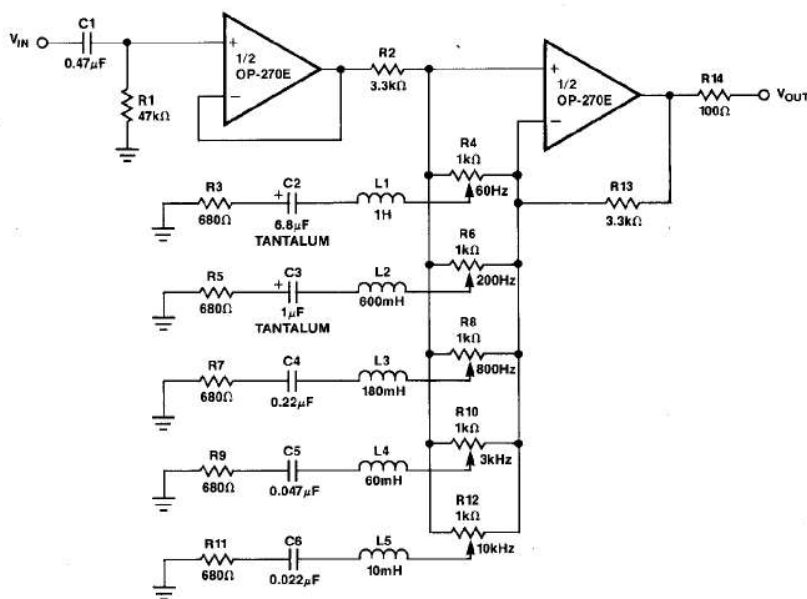 C1
V_IN
0.47μF
R1
47kΩ
+
1/2
OP-270E
−
R2
3.3kΩ
+
1/2
OP-270E
−
R14
100Ω
V_OUT
R13
3.3kΩ
R4
1kΩ
60Hz
R3
680Ω
+
C2
6.8μF
TANTALUM
L1
1H
R6
1kΩ
200Hz
R5
680Ω
+
C3
1μF
TANTALUM
L2
600mH
R8
1kΩ
800Hz
R7
680Ω
C4
0.22μF
L3
180mH
R10
1kΩ
3kHz
R9
680Ω
C5
0.047μF
L4
60mH
R12
1kΩ
10kHz
R11
680Ω
C6
0.022μF
L5
10mH